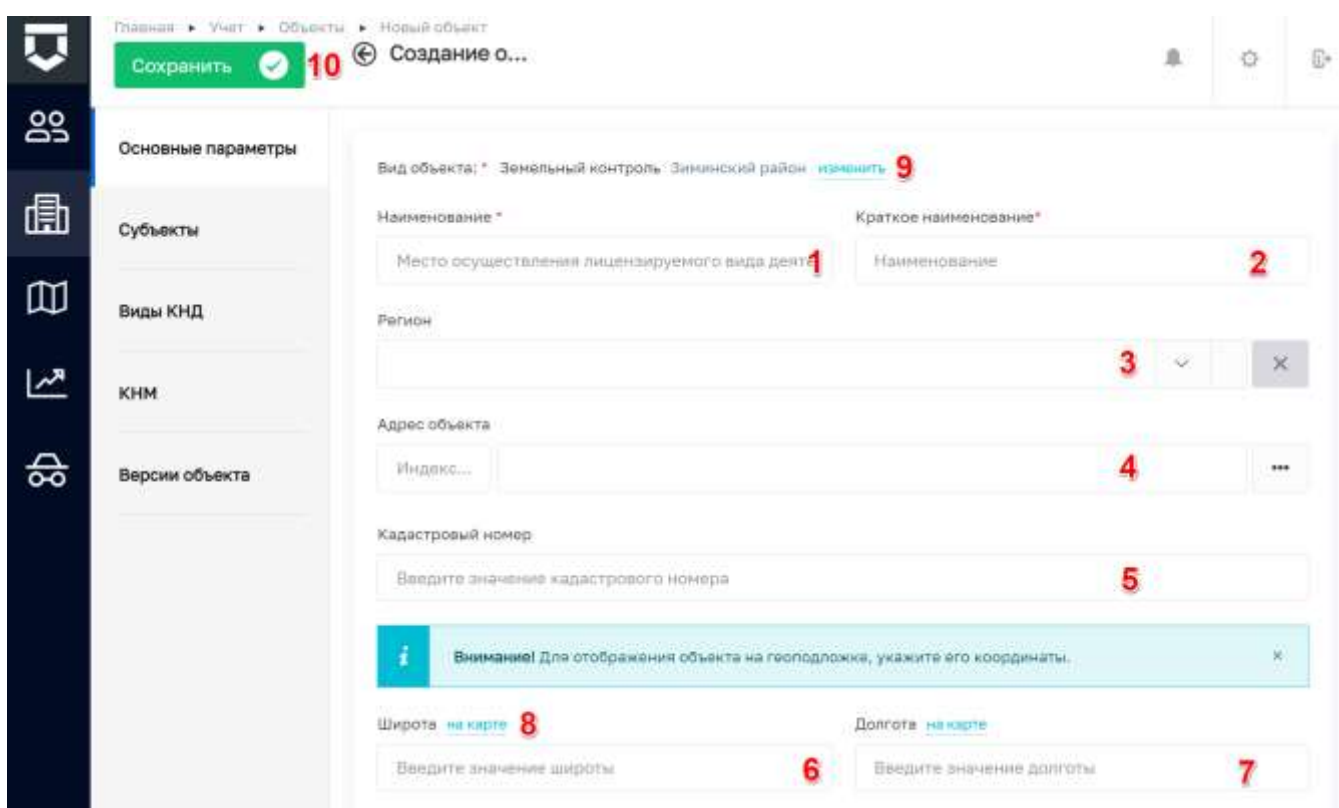 Главная ▸ Учет ▸ Объекты ▸ Новый объект
Сохранить 10 Создание о...
Основные параметры
Субъекты
Виды КНД
КНМ
Версии объекта
Вид объекта: * Земельный контроль Зиминский район изменить 9
Наименование * Краткое наименование*
Место осуществления лицензируемого вида деяте 1 Наименование 2
Регион
3
Адрес объекта
Индекс... 4
Кадастровый номер
Введите значение кадастрового номера 5
Внимание! Для отображения объекта на геоподложке, укажите его координаты.
Широта на карте 8 Долгота на карте
Введите значение широты 6 Введите значение долготы 7